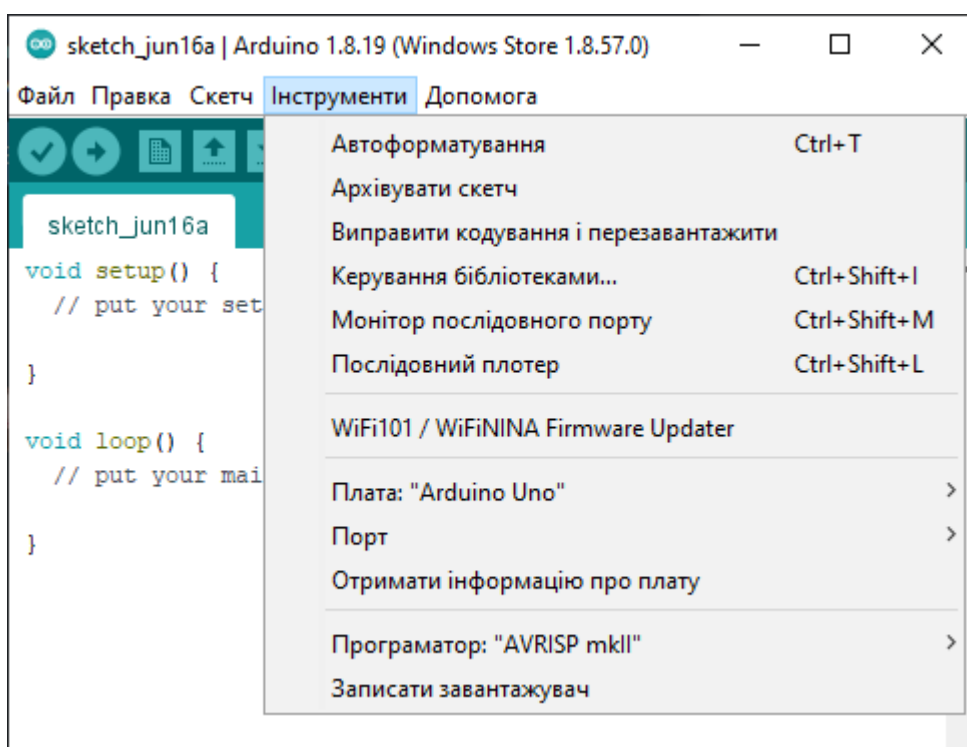 sketch_jun16a | Arduino 1.8.19 (Windows Store 1.8.57.0)
Файл Правка Скетч Інструменти Допомога
sketch_jun16a
void setup() {
// put your set
}
void loop() {
// put your mai
}
Автоформатування Ctrl+T
Архівувати скетч
Виправити кодування і перезавантажити
Керування бібліотеками... Ctrl+Shift+I
Монітор послідовного порту Ctrl+Shift+M
Послідовний плотер Ctrl+Shift+L
WiFi101 / WiFiNINA Firmware Updater
Плата: "Arduino Uno"
Порт
Отримати інформацію про плату
Програматор: "AVRISP mkII"
Записати завантажувач